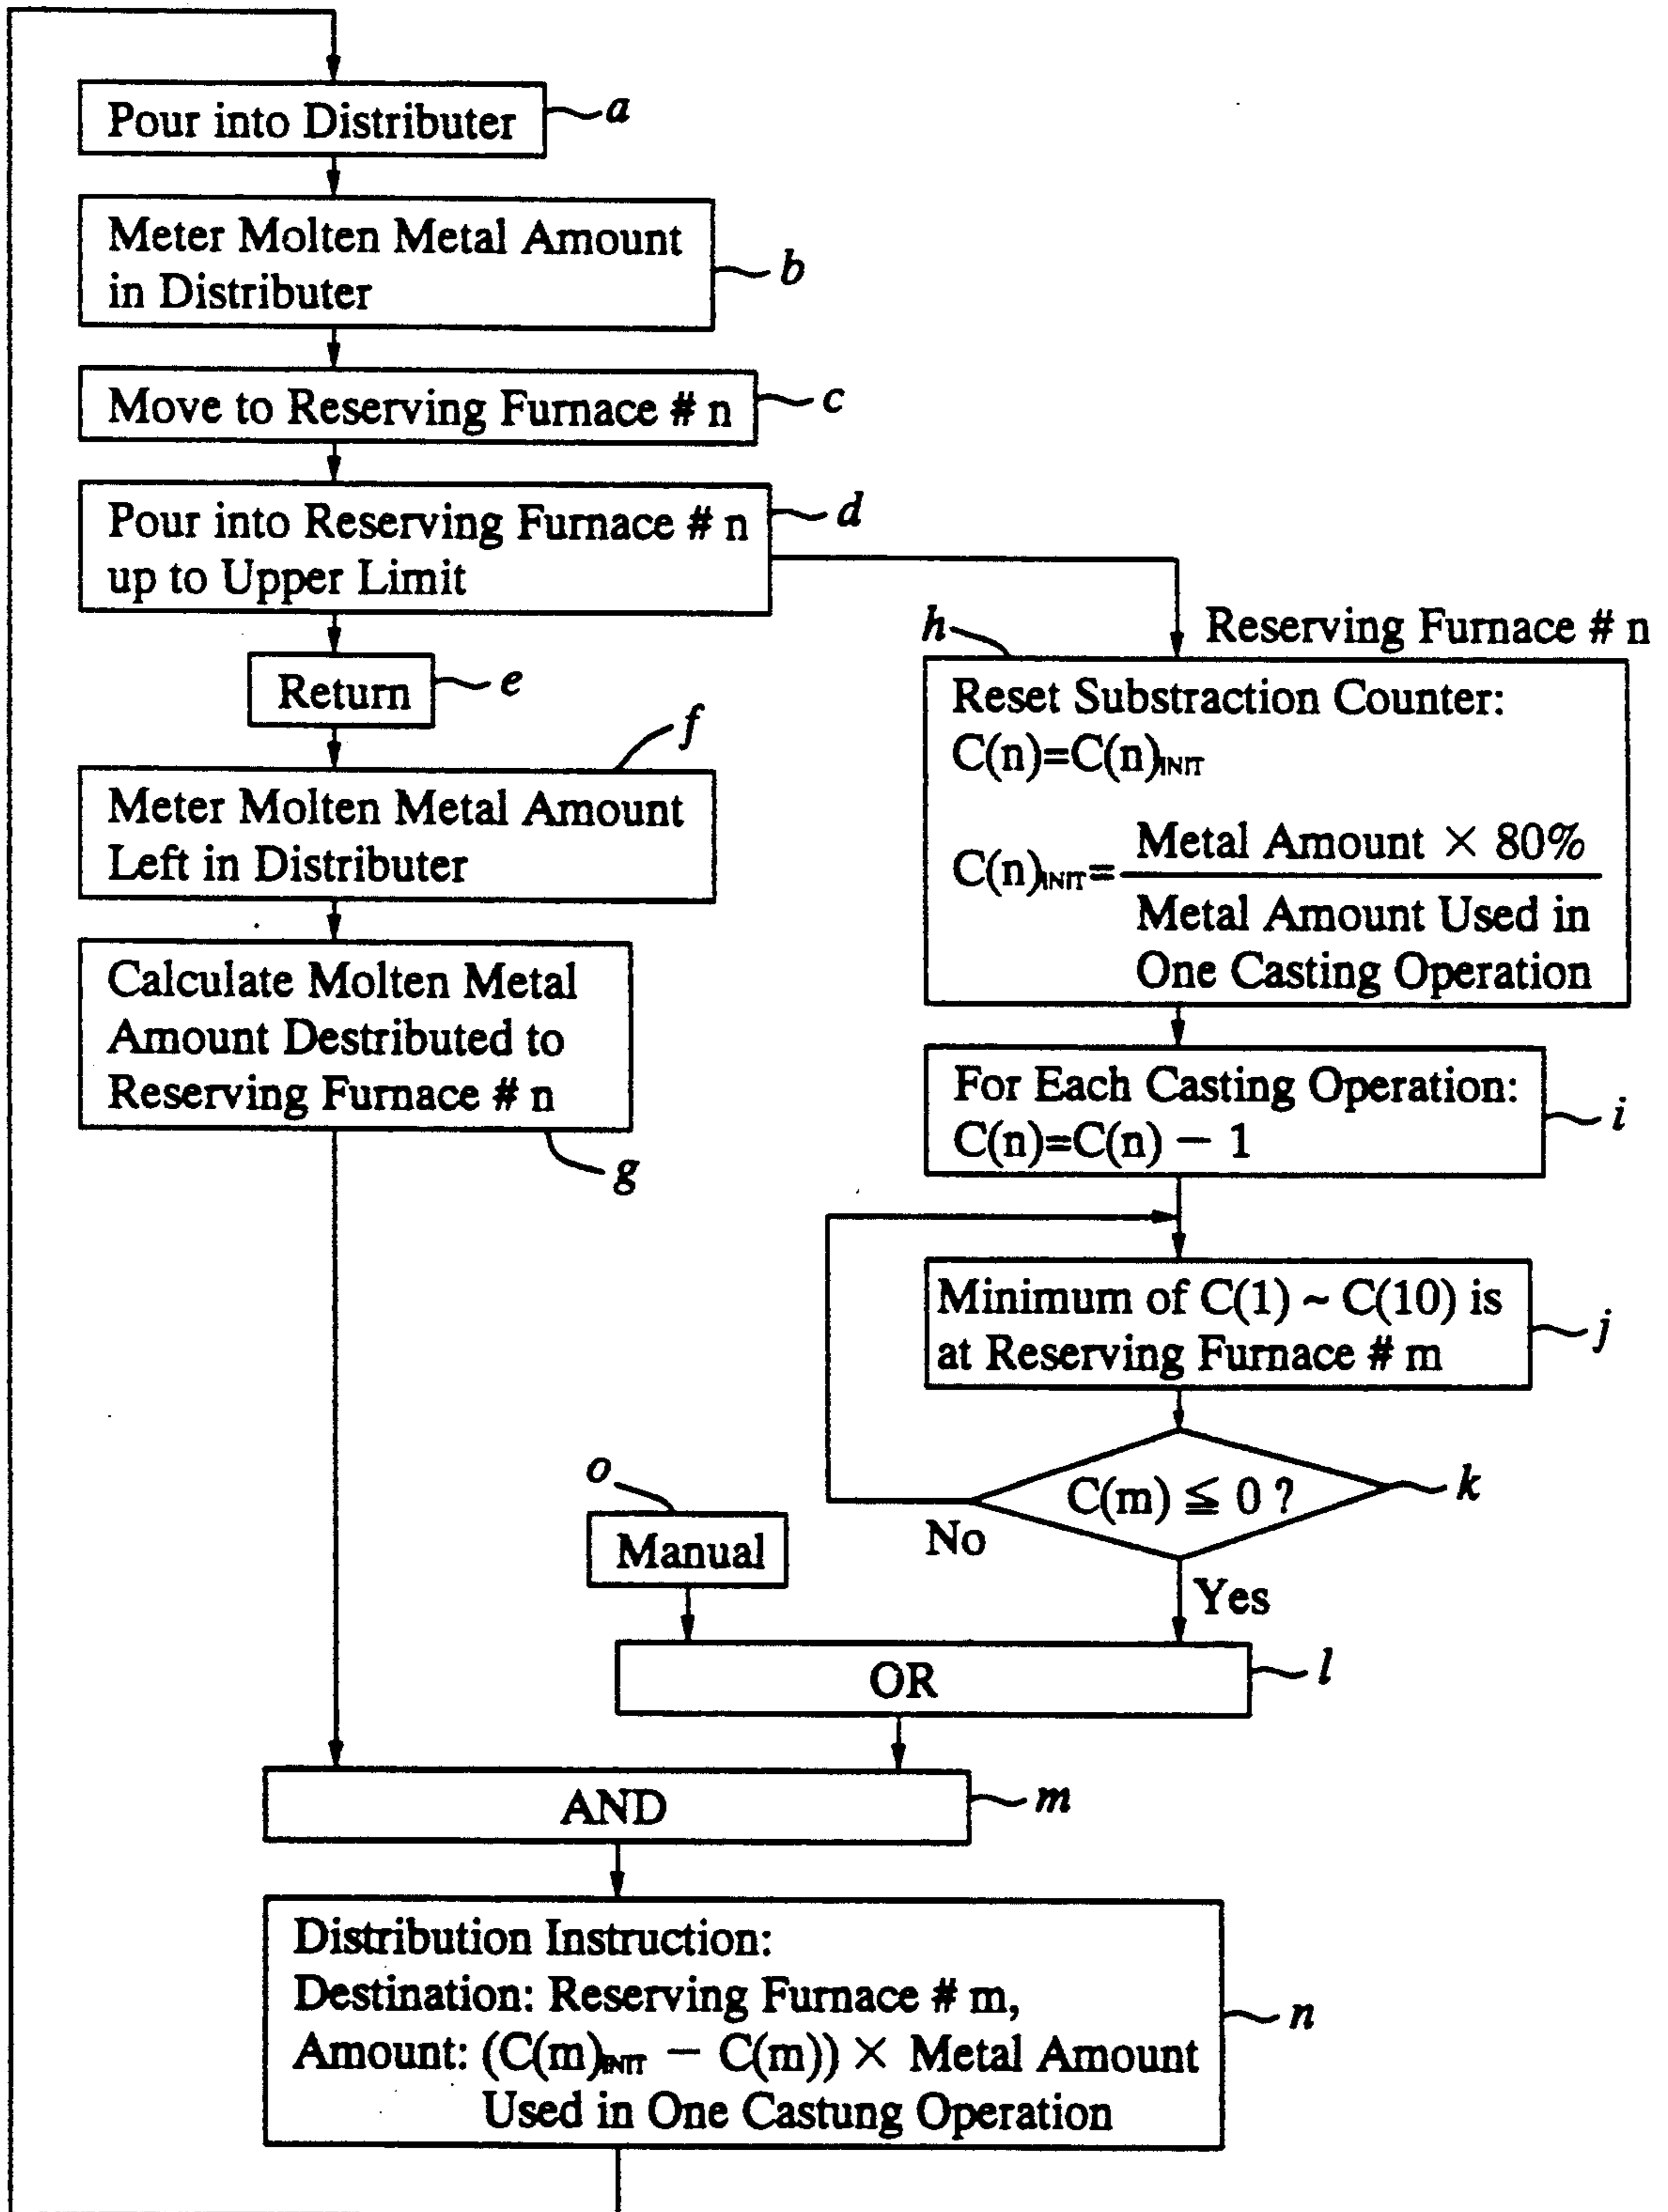 Pour into Distributer
a
Meter Molten Metal Amount
in Distributer
b
Move to Reserving Furnace # n
c
Pour into Reserving Furnace # n
up to Upper Limit
d
Return
e
f
Meter Molten Metal Amount
Left in Distributer
Calculate Molten Metal
Amount Destributed to
Reserving Furnace # n
g
h
Reserving Furnace # n
Reset Substraction Counter:
C(n)=C(n)INIT
C(n)INIT= Metal Amount × 80%
Metal Amount Used in
One Casting Operation
For Each Casting Operation:
C(n)=C(n) − 1
i
Minimum of C(1) ~ C(10) is
at Reserving Furnace # m
j
C(m) ≦ 0 ?
k
No
Yes
o
Manual
OR
l
AND
m
Distribution Instruction:
Destination: Reserving Furnace # m,
Amount: (C(m)INIT − C(m)) × Metal Amount
Used in One Castung Operation
n